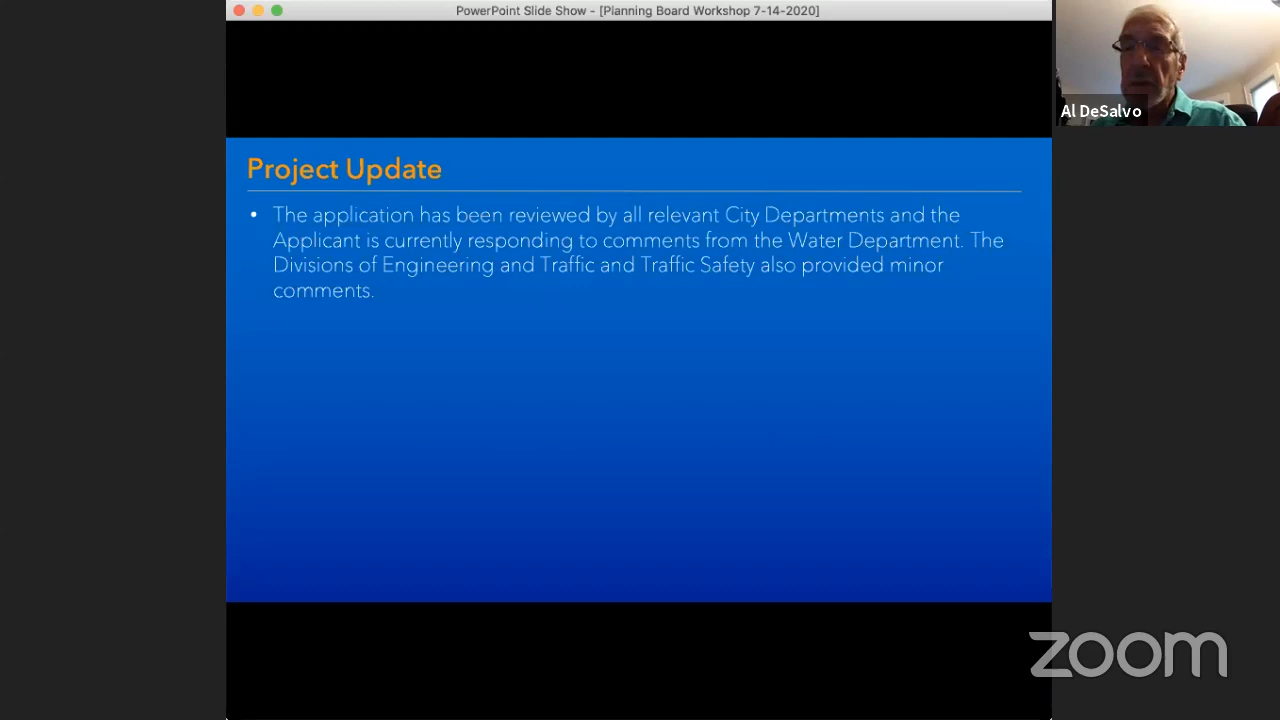 PowerPoint Slide Show - [Planning Board Workshop 7-14-2020]
Al DeSalvo
Project Update
• The application has been reviewed by all relevant City Departments and the
Applicant is currently responding to comments from the Water Department. The
Divisions of Engineering and Traffic and Traffic Safety also provided minor
comments.
zoom